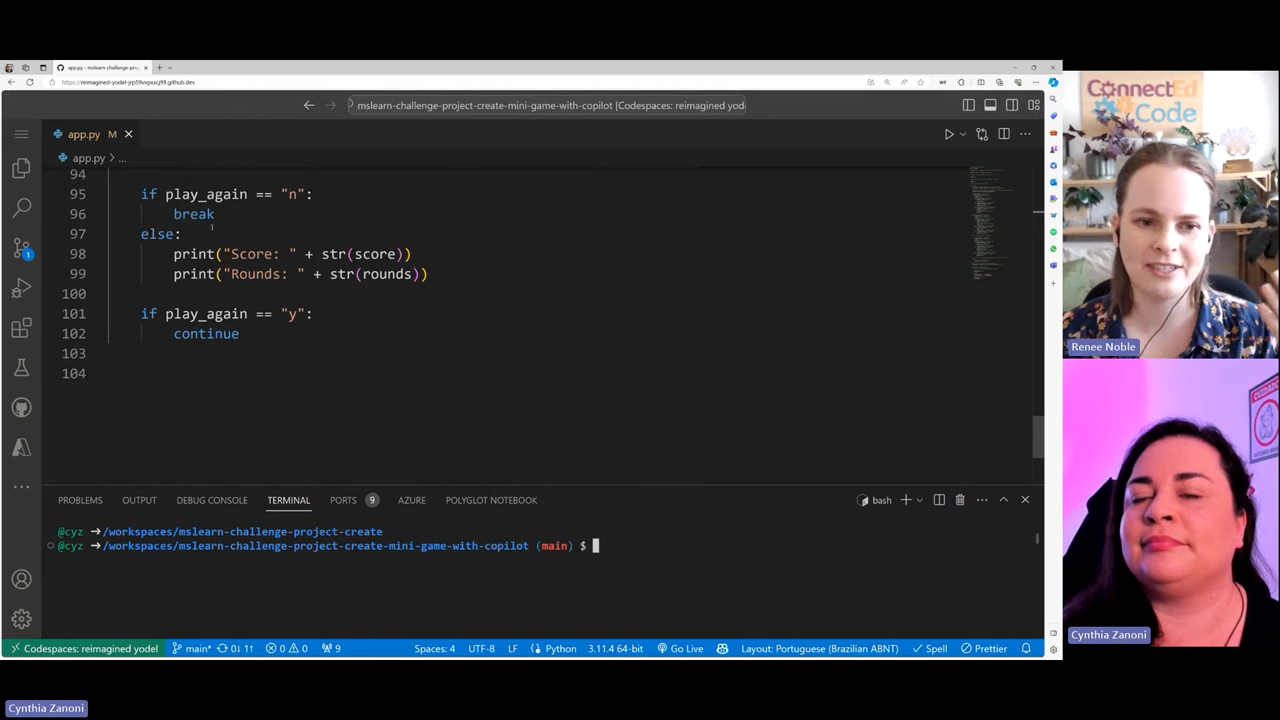 app.py - mslearn-challenge-proj
https://reimagined-yodel-jrp59vvpxxcj99.github.dev
mslearn-challenge-project-create-mini-game-with-copilot [Codespaces: reimagined yod
app.py M
app.py > ...
94
95 if play_again == "n":
96 break
97 else:
98 print("Score: " + str(score))
99 print("Rounds: " + str(rounds))
100
101 if play_again == "y":
102 continue
103
104
1
PROBLEMS OUTPUT DEBUG CONSOLE TERMINAL PORTS 9 AZURE POLYGLOT NOTEBOOK
bash
@cyz ➜/workspaces/mslearn-challenge-project-create
@cyz ➜/workspaces/mslearn-challenge-project-create-mini-game-with-copilot (main) $
Codespaces: reimagined yodel main* 0↓ 1↑ 0 0 9 Spaces: 4 UTF-8 LF Python 3.11.4 64-bit Go Live Layout: Portuguese (Brazilian ABNT) Spell Prettier
ConnectEd
Code
Renee Noble
Cynthia Zanoni
Cynthia Zanoni